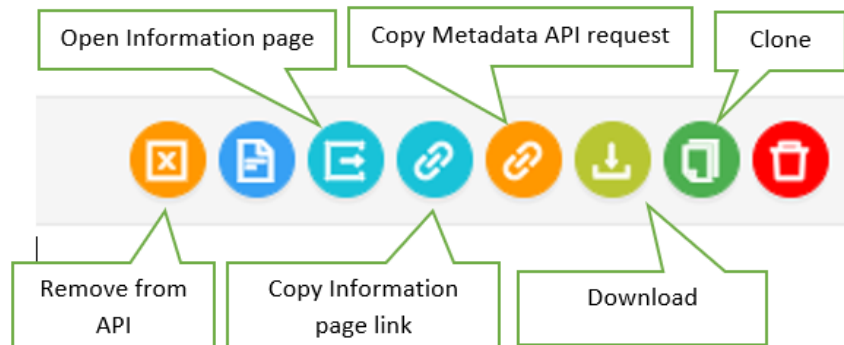 Open Information page
Copy Metadata API request
Clone
Remove from
API
Copy Information
page link
Download